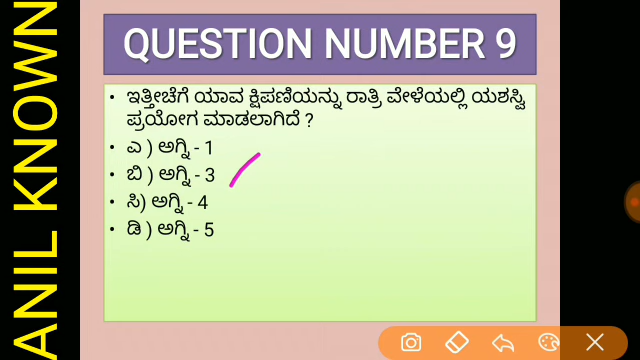 ANIL KNOWN
QUESTION NUMBER 9
• ಇತ್ತೀಚೆಗೆ ಯಾವ ಕ್ಷಿಪಣಿಯನ್ನು ರಾತ್ರಿ ವೇಳೆಯಲ್ಲಿ ಯಶಸ್ವಿ
ಪ್ರಯೋಗ ಮಾಡಲಾಗಿದೆ ?
• ಎ ) ಅಗ್ನಿ - 1
• ಬಿ ) ಅಗ್ನಿ - 3
• ಸಿ) ಅಗ್ನಿ - 4
• ಡಿ ) ಅಗ್ನಿ - 5